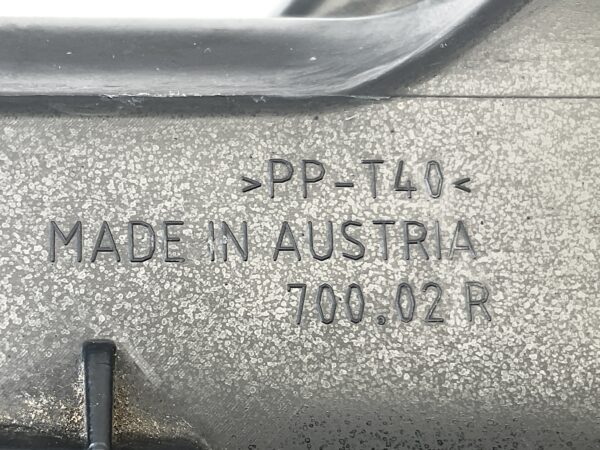 >PP-T40<
MADE IN AUSTRIA
700.02 R